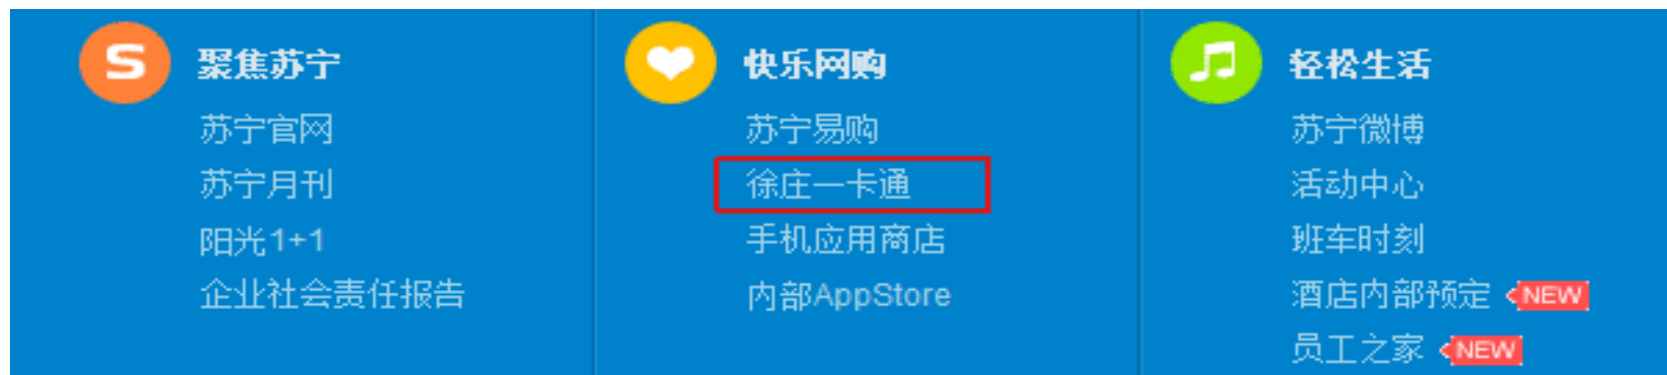 聚焦苏宁
苏宁官网
苏宁月刊
阳光1+1
企业社会责任报告
快乐网购
苏宁易购
徐庄一卡通
手机应用商店
内部AppStore
轻松生活
苏宁微博
活动中心
班车时刻
酒店内部预定 NEW
员工之家 NEW